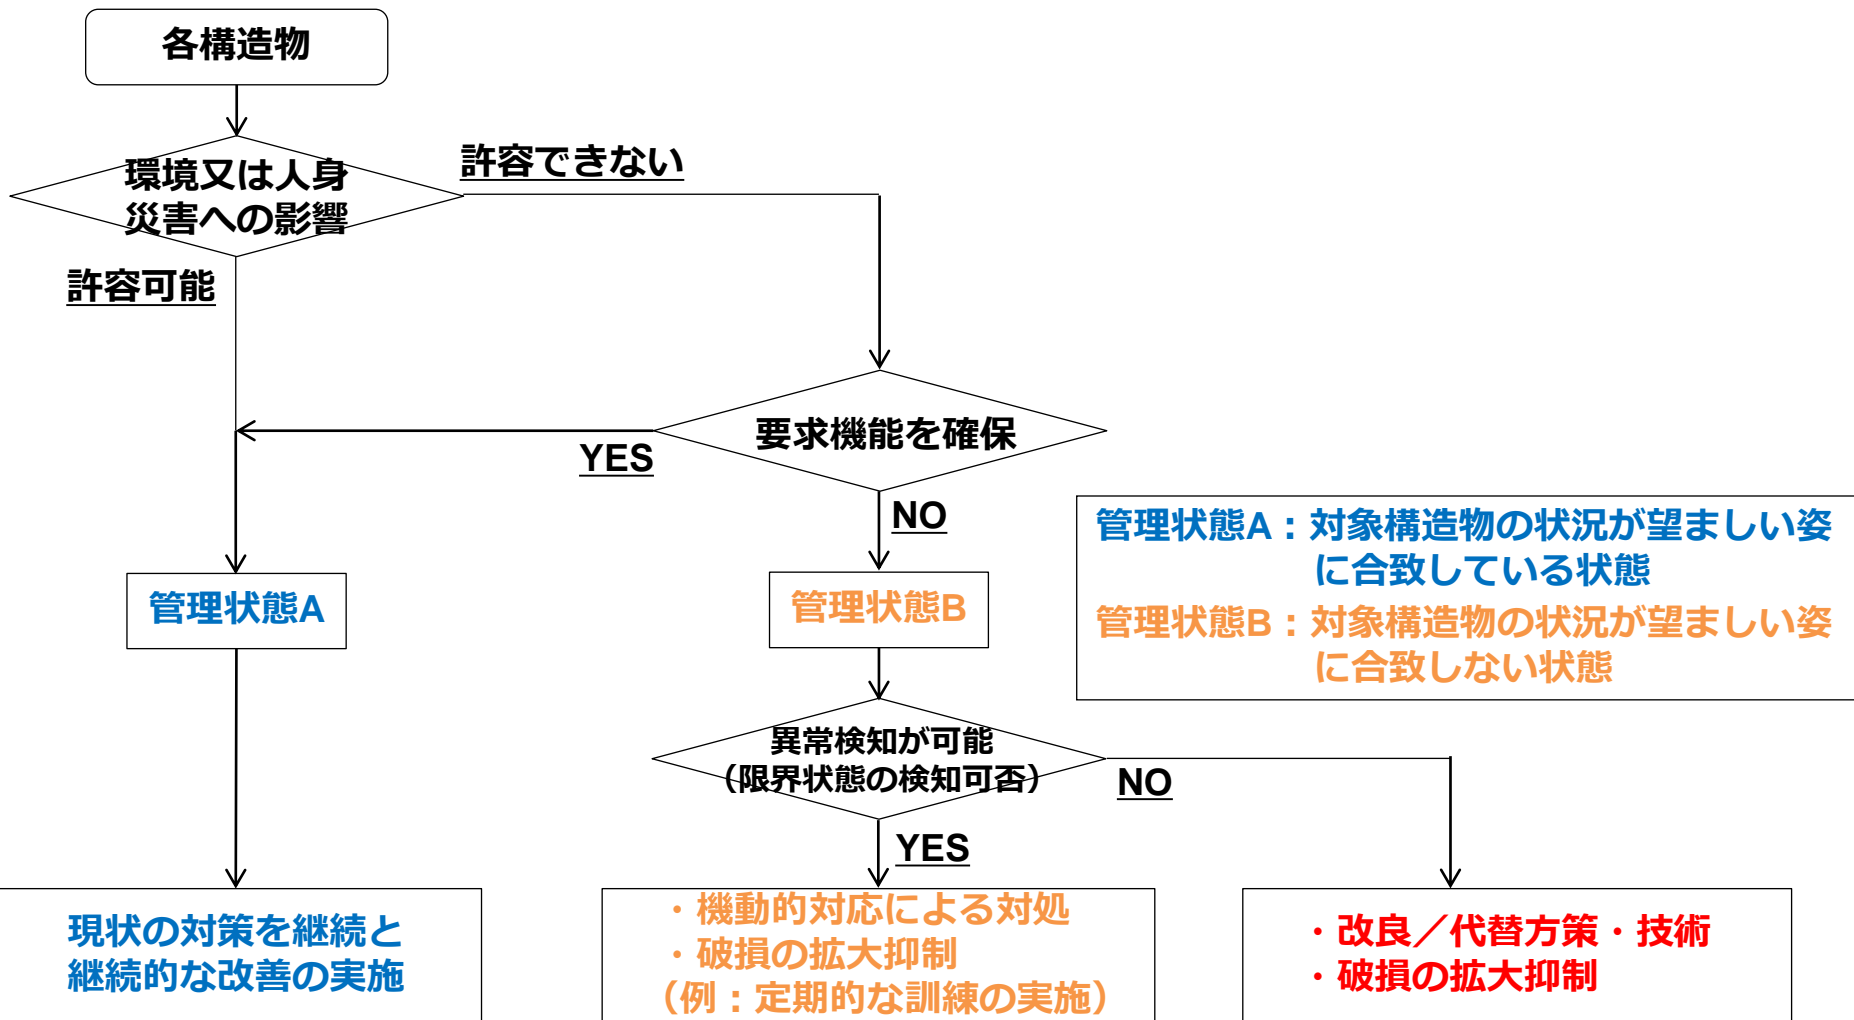 各構造物
環境又は人身
災害への影響
許容できない
許容可能
要求機能を確保
YES
NO
管理状態A：対象構造物の状況が望ましい姿
に合致している状態
管理状態B：対象構造物の状況が望ましい姿
に合致しない状態
管理状態A
管理状態B
異常検知が可能
（限界状態の検知可否）
NO
YES
現状の対策を継続と
継続的な改善の実施
・機動的対応による対処
・破損の拡大抑制
（例：定期的な訓練の実施）
・改良／代替方策・技術
・破損の拡大抑制